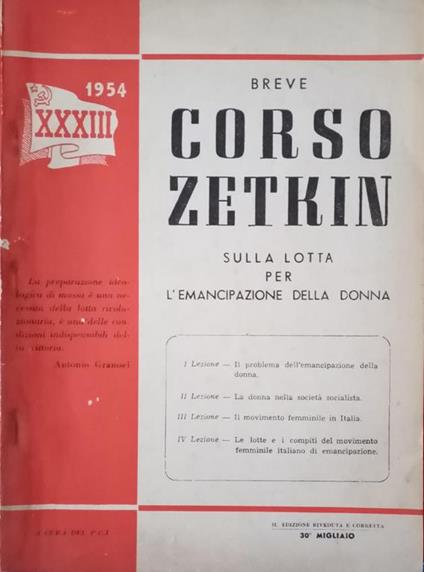 1954
XXXIII
BREVE
CORSO
ZETKIN
SULLA LOTTA
PER
L'EMANCIPAZIONE DELLA DONNA
La preparazione ideo-
logica di massa è una ne-
cessità della lotta rivolu-
zionaria, è una delle con-
dizioni indispensabili del-
la vittoria.
Antonio Gramsci
I Lezione — Il problema dell'emancipazione della
donna.
II Lezione — La donna nella società socialista.
III Lezione — Il movimento femminile in Italia.
IV Lezione — Le lotte e i compiti del movimento
femminile italiano di emancipazione.
A CURA DEL P.C.I
II. EDIZIONE RIVEDUTA E CORRETTA
30° MIGLIAIO